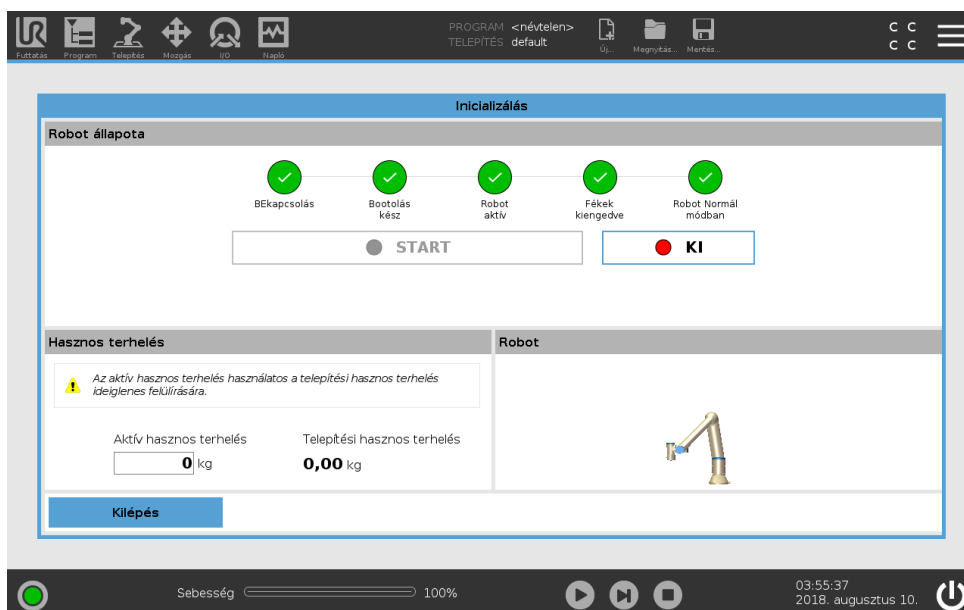 PROGRAM <névtelen>
TELEPÍTÉS default
C C
C C
UR
Futtatás Program Telepítés Mozgás I/O Napló Új... Megnyitás... Mentés...
Inicializálás
Robot állapota
BEkapcsolás Bootolás kész Robot aktív Fékek kiengedve Robot Normál módban
START KI
Hasznos terhelés Robot
Az aktív hasznos terhelés használatos a telepítési hasznos terhelés
ideiglenes felülírására.
Aktív hasznos terhelés Telepítési hasznos terhelés
0 kg 0,00 kg
Kilépés
Sebesség 100%
03:55:37
2018. augusztus 10.